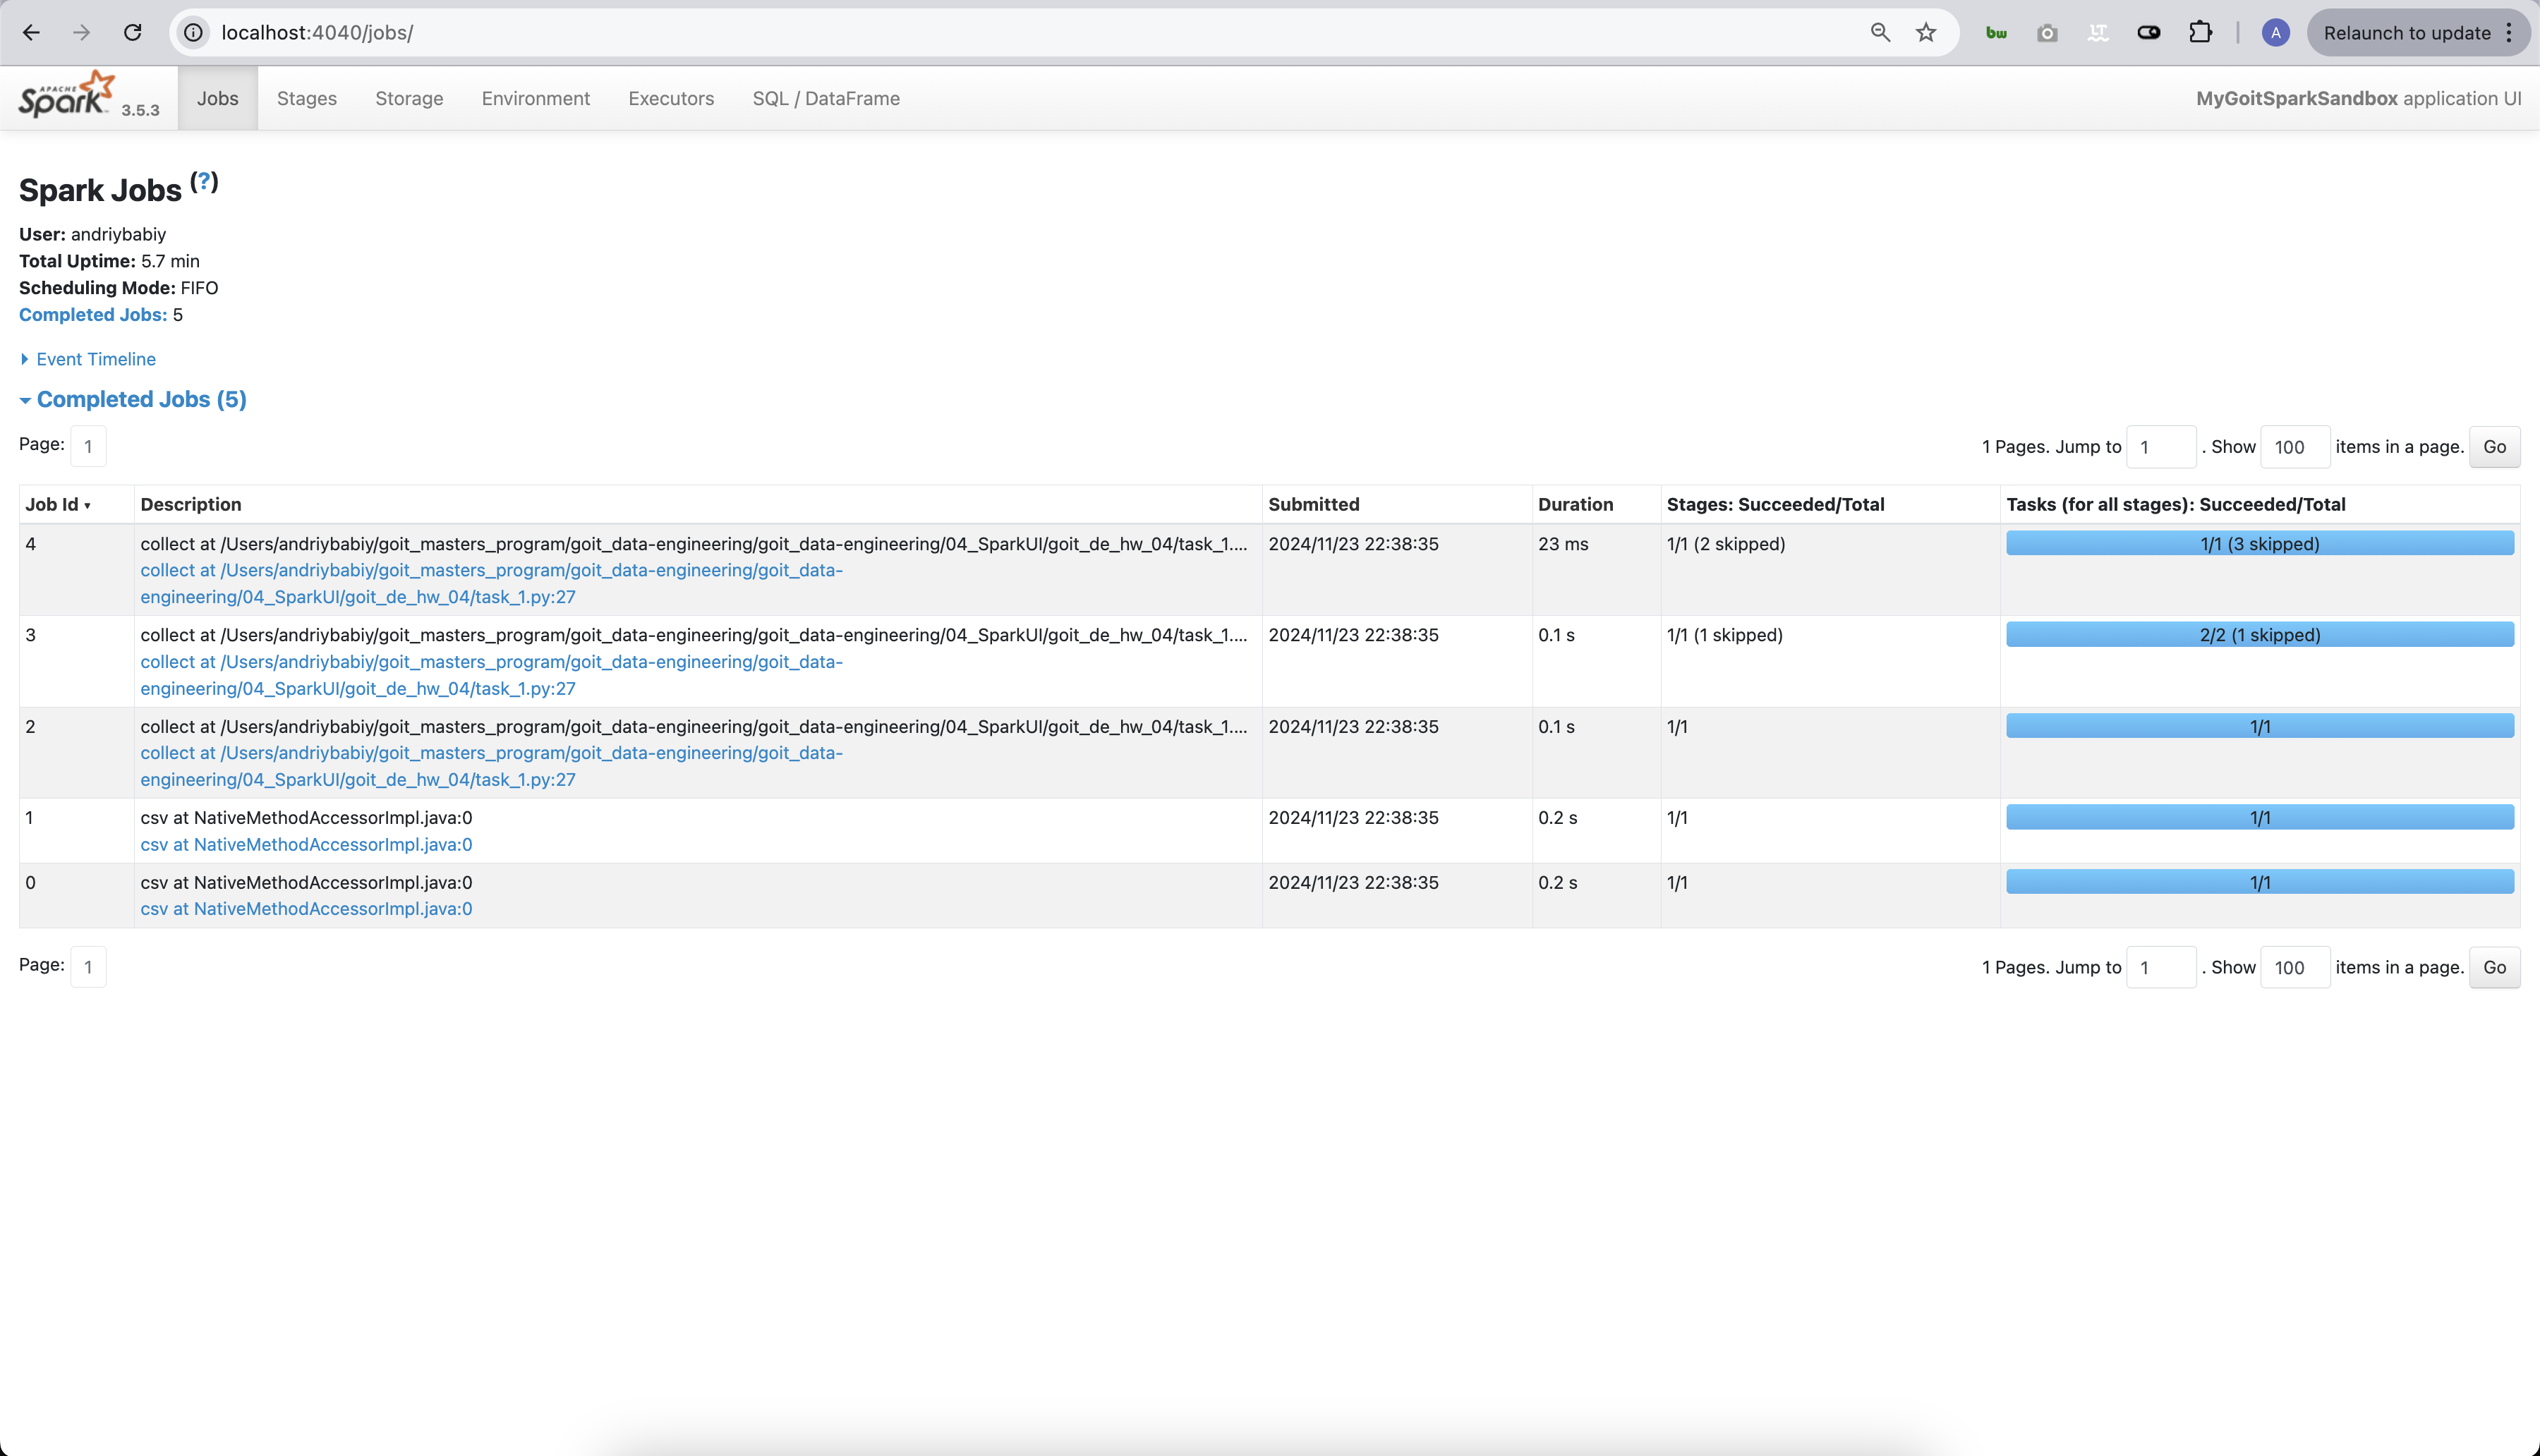 localhost:4040/jobs/
bw
A
Relaunch to update
APACHE
Spark 3.5.3
Jobs
Stages
Storage
Environment
Executors
SQL / DataFrame
MyGoitSparkSandbox application UI
Spark Jobs (?)
User: andriybabiy
Total Uptime: 5.7 min
Scheduling Mode: FIFO
Completed Jobs: 5
Event Timeline
Completed Jobs (5)
Page: 1
1 Pages. Jump to 1 . Show 100 items in a page. Go
Job Id Description Submitted Duration Stages: Succeeded/Total Tasks (for all stages): Succeeded/Total
4 collect at /Users/andriybabiy/goit_masters_program/goit_data-engineering/goit_data-engineering/04_SparkUI/goit_de_hw_04/task_1.... 2024/11/23 22:38:35 23 ms 1/1 (2 skipped) 1/1 (3 skipped)
collect at /Users/andriybabiy/goit_masters_program/goit_data-engineering/goit_data-
engineering/04_SparkUI/goit_de_hw_04/task_1.py:27
3 collect at /Users/andriybabiy/goit_masters_program/goit_data-engineering/goit_data-engineering/04_SparkUI/goit_de_hw_04/task_1.... 2024/11/23 22:38:35 0.1 s 1/1 (1 skipped) 2/2 (1 skipped)
collect at /Users/andriybabiy/goit_masters_program/goit_data-engineering/goit_data-
engineering/04_SparkUI/goit_de_hw_04/task_1.py:27
2 collect at /Users/andriybabiy/goit_masters_program/goit_data-engineering/goit_data-engineering/04_SparkUI/goit_de_hw_04/task_1.... 2024/11/23 22:38:35 0.1 s 1/1 1/1
collect at /Users/andriybabiy/goit_masters_program/goit_data-engineering/goit_data-
engineering/04_SparkUI/goit_de_hw_04/task_1.py:27
1 csv at NativeMethodAccessorImpl.java:0 2024/11/23 22:38:35 0.2 s 1/1 1/1
csv at NativeMethodAccessorImpl.java:0
0 csv at NativeMethodAccessorImpl.java:0 2024/11/23 22:38:35 0.2 s 1/1 1/1
csv at NativeMethodAccessorImpl.java:0
Page: 1
1 Pages. Jump to 1 . Show 100 items in a page. Go